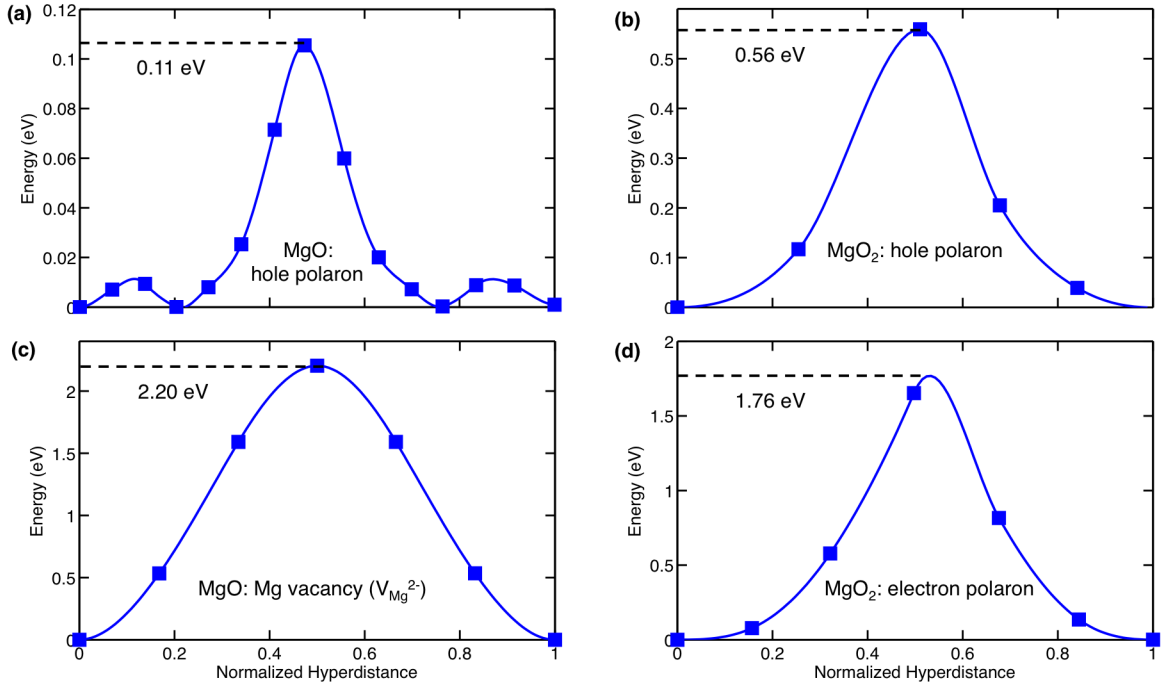 (a)
0.12
0.1
0.08
0.06
0.04
0.02
0
Energy (eV)
0.11 eV
MgO:
hole polaron
(b)
0.5
0.4
0.3
0.2
0.1
0
Energy (eV)
0.56 eV
MgO₂: hole polaron
(c)
2
1.5
1
0.5
0
Energy (eV)
2.20 eV
MgO: Mg vacancy (V_Mg²⁻)
0 0.2 0.4 0.6 0.8 1
Normalized Hyperdistance
(d)
2
1.5
1
0.5
0
Energy (eV)
1.76 eV
MgO₂: electron polaron
0 0.2 0.4 0.6 0.8 1
Normalized Hyperdistance